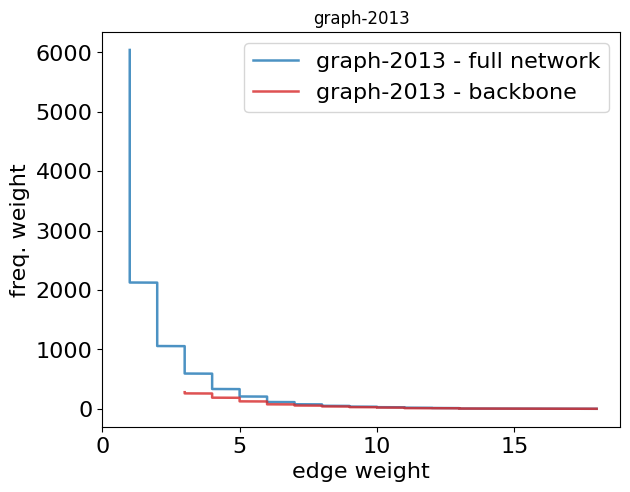 graph-2013
graph-2013 - full network
graph-2013 - backbone
freq. weight
6000
5000
4000
3000
2000
1000
0
0 5 10 15
edge weight